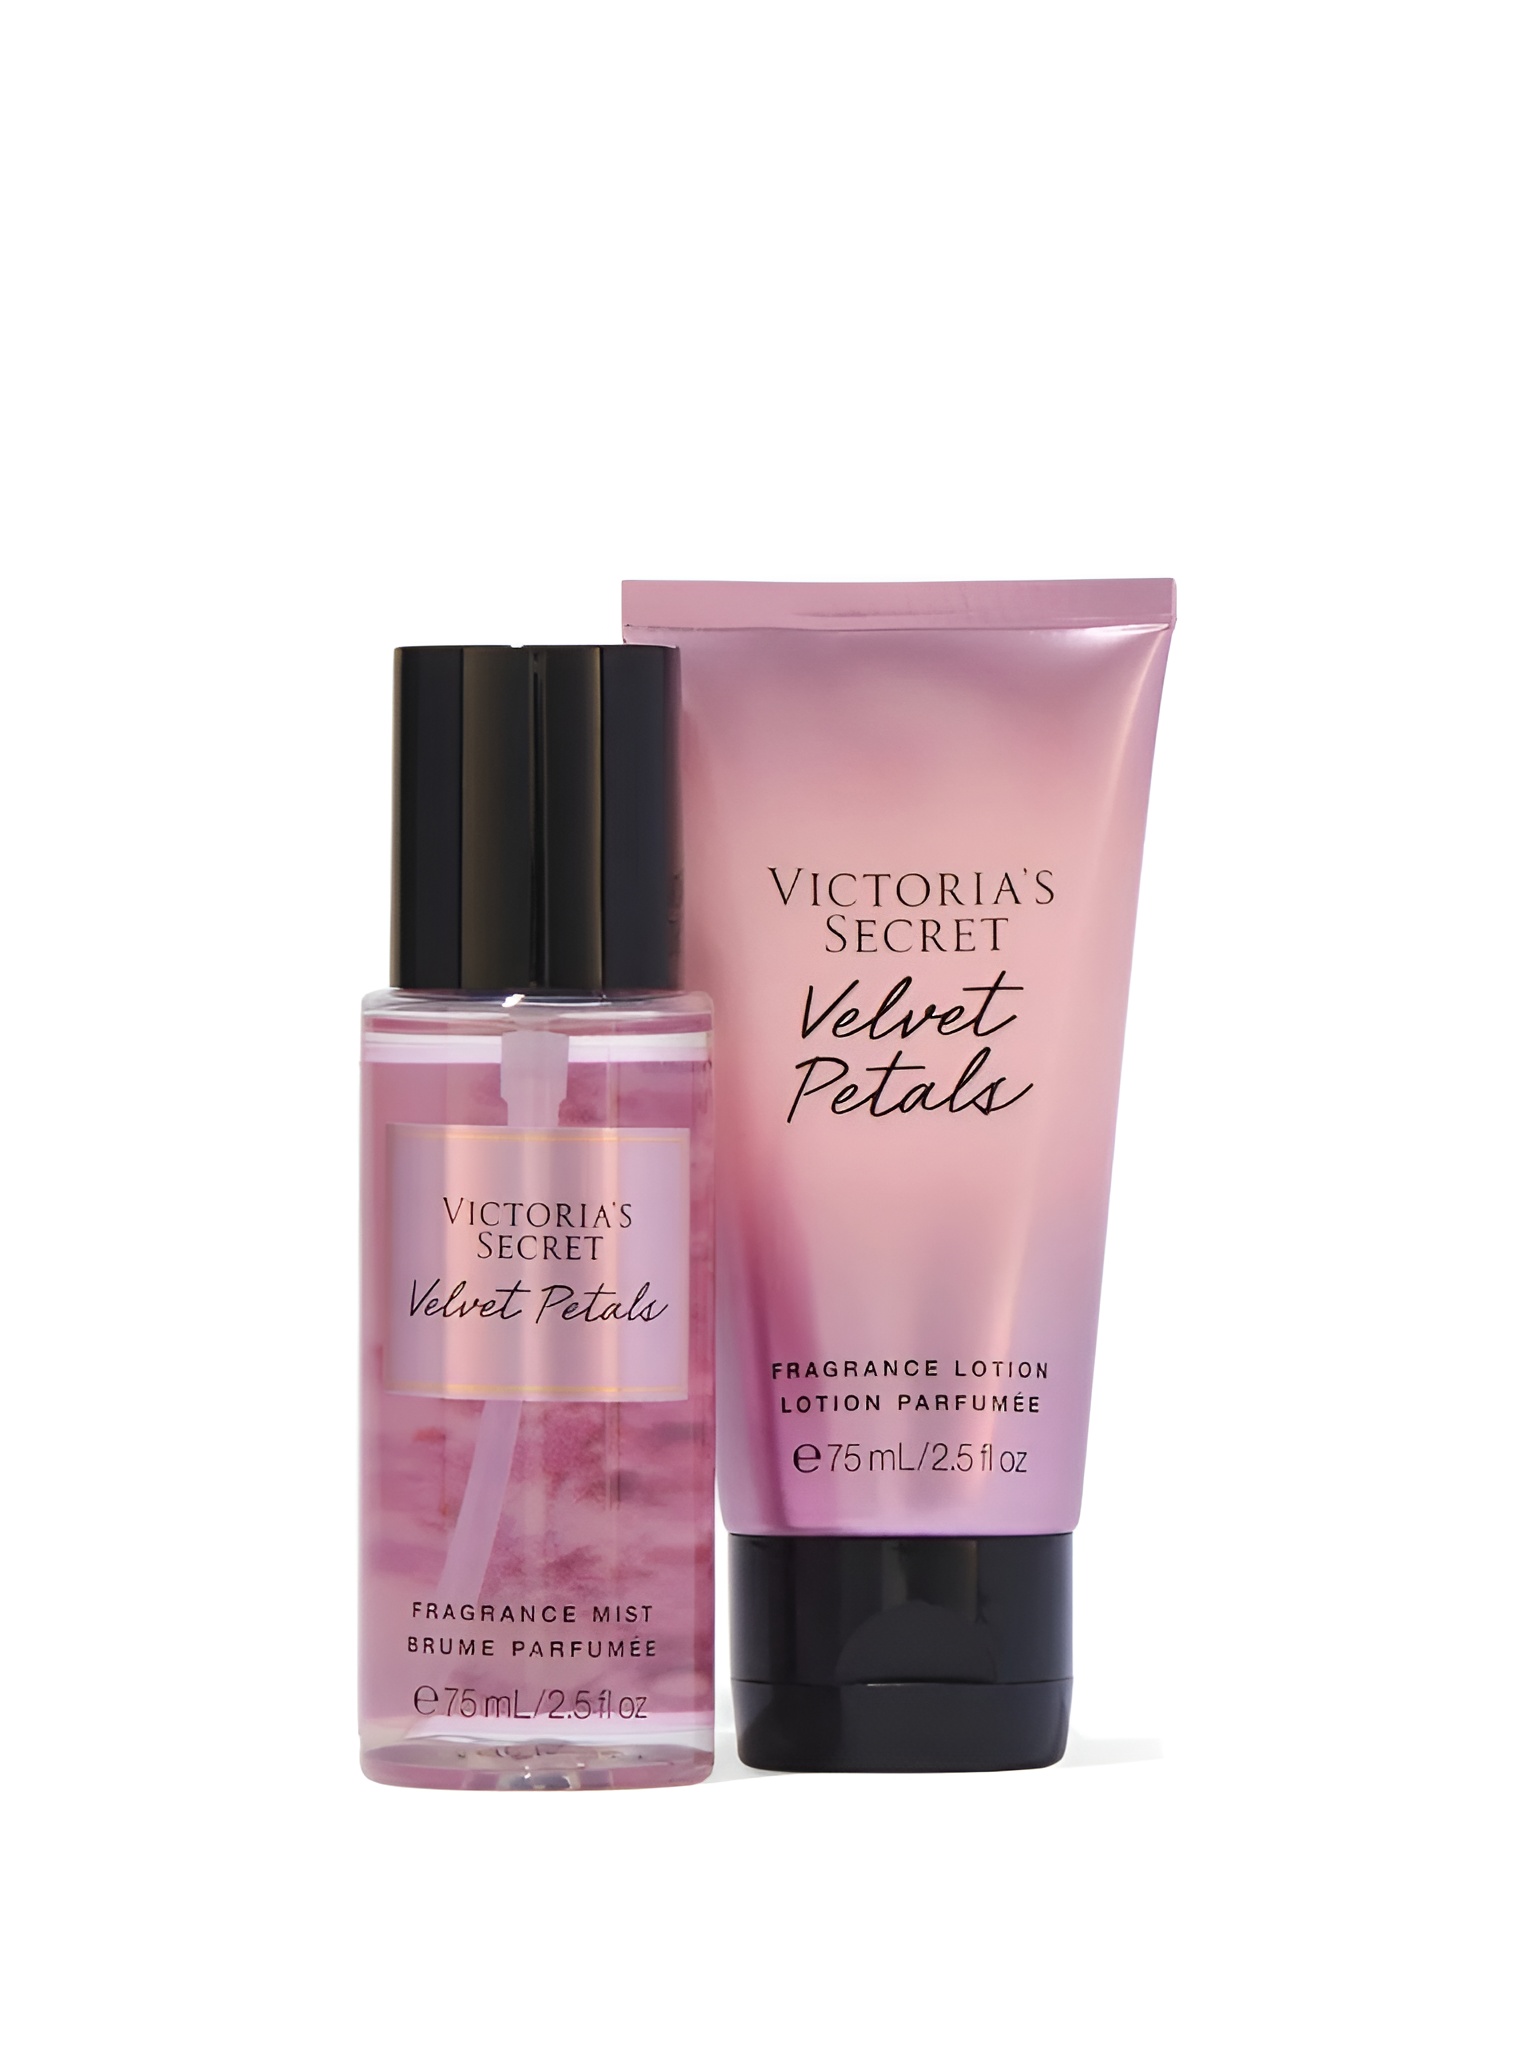 VICTORIA'S
SECRET
Velvet Petals
FRAGRANCE MIST
BRUME PARFUMÉE
e 75 mL/2.5 fl oz
VICTORIA'S
SECRET
Velvet
Petals
FRAGRANCE LOTION
LOTION PARFUMÉE
e 75 mL/2.5 fl oz